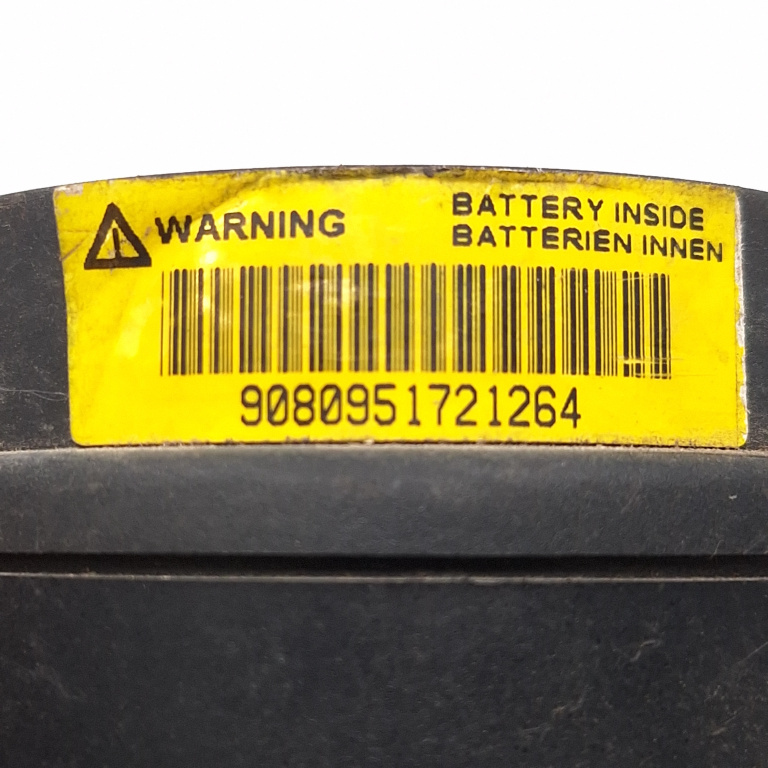 WARNING
BATTERY INSIDE
BATTERIEN INNEN
9080951721264